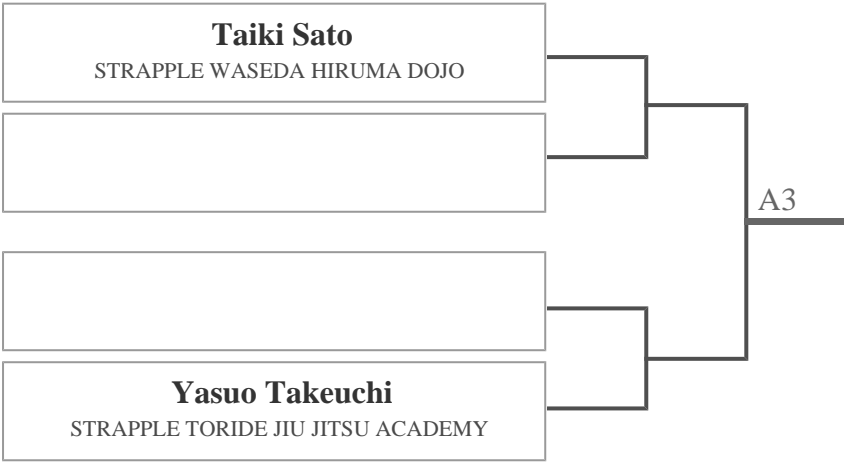 Taiki Sato
STRAPPLE WASEDA HIRUMA DOJO
A3
Yasuo Takeuchi
STRAPPLE TORIDE JIU JITSU ACADEMY